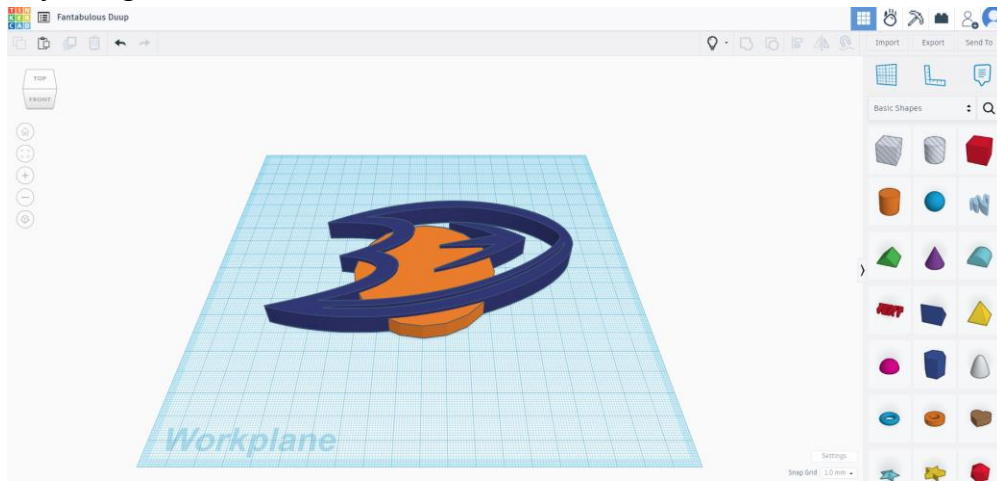 TIN
KER
CAD
Fantabulous Duup
Import
Export
Send To
TOP
FRONT
Basic Shapes
Workplane
Settings
Snap Grid 1.0 mm